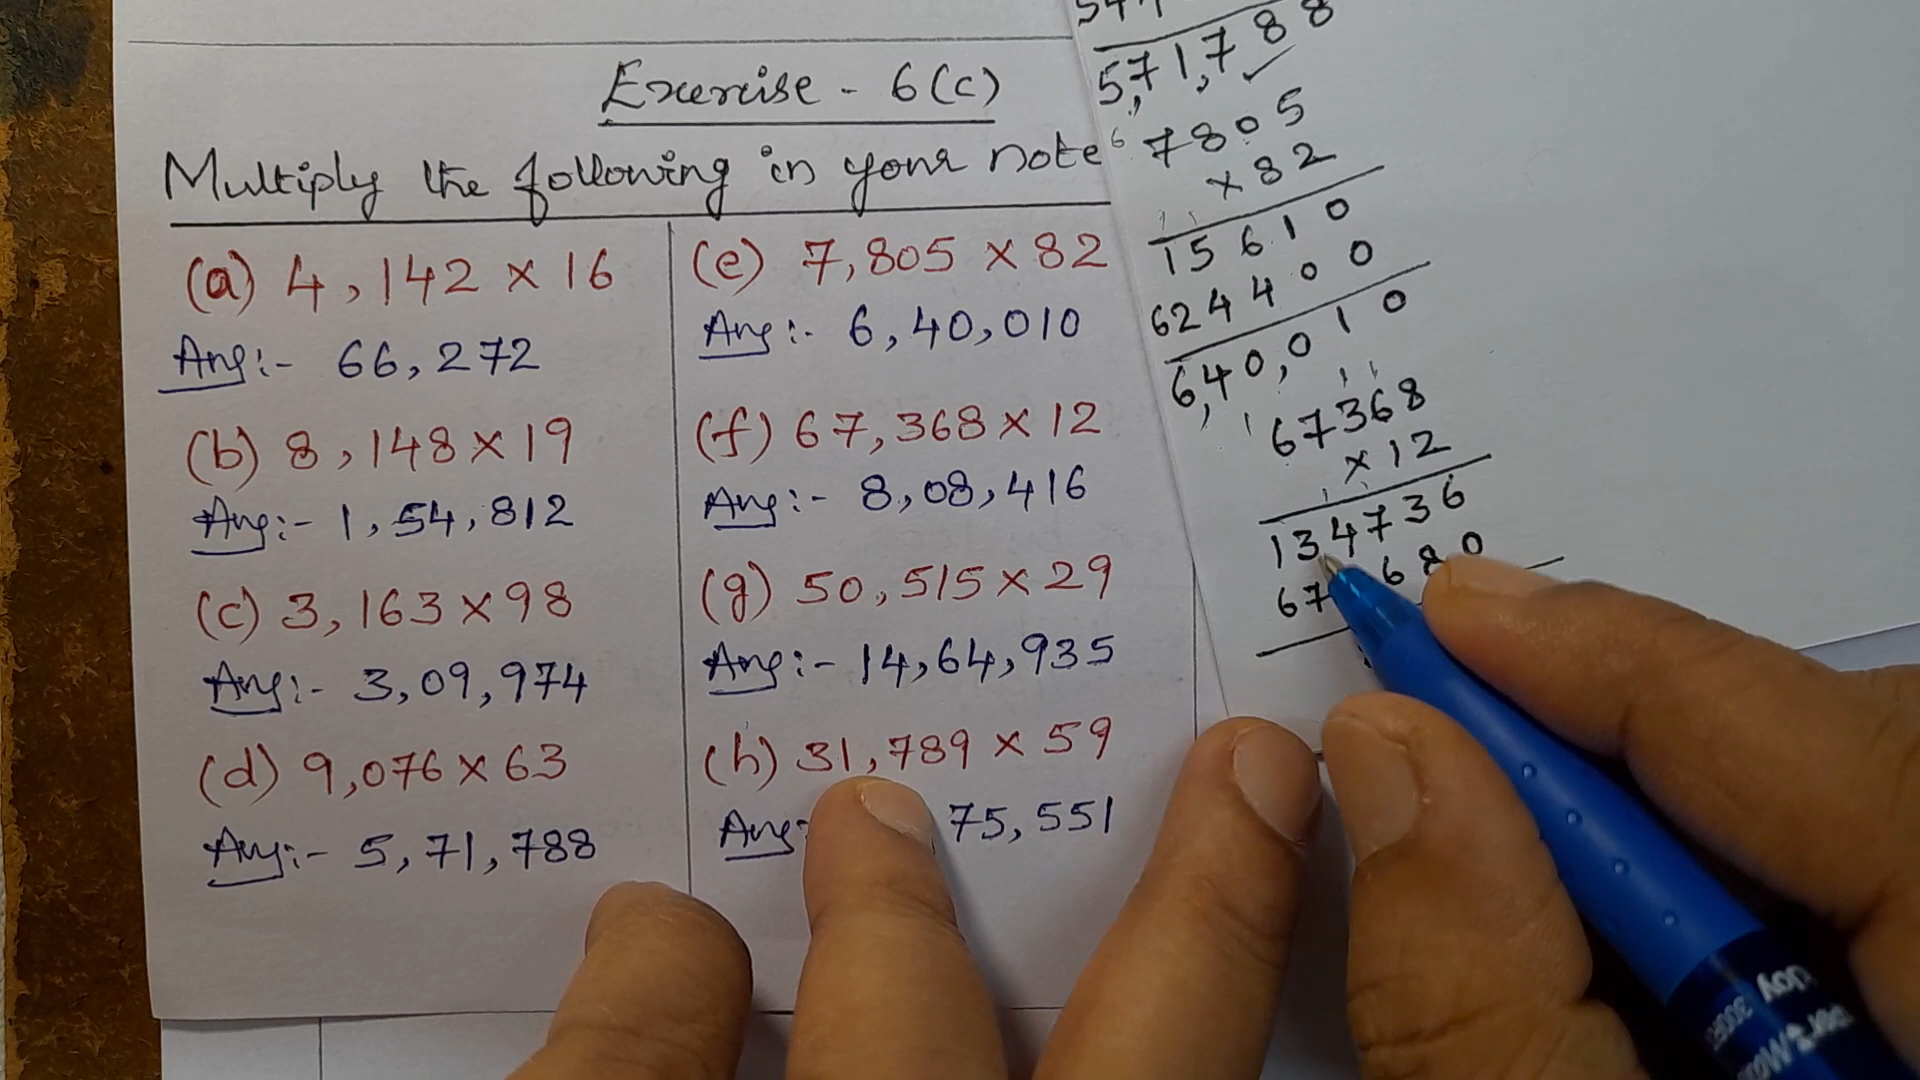 Exercise - 6(c)
Multiply the following in your note
(a) 4,142 × 16
Ans:- 66,272
(b) 8,148 × 19
Ans:- 1,54,812
(c) 3,163 × 98
Ans:- 3,09,974
(d) 9,076 × 63
Ans:- 5,71,788
(e) 7,805 × 82
Ans:- 6,40,010
(f) 67,368 × 12
Ans:- 8,08,416
(g) 50,515 × 29
Ans:- 14,64,935
(h) 31,789 × 59
Ans:- 75,551
5,71,788
7805
×82
15610
624400
6,40,010
67368
×12
134736
67 680